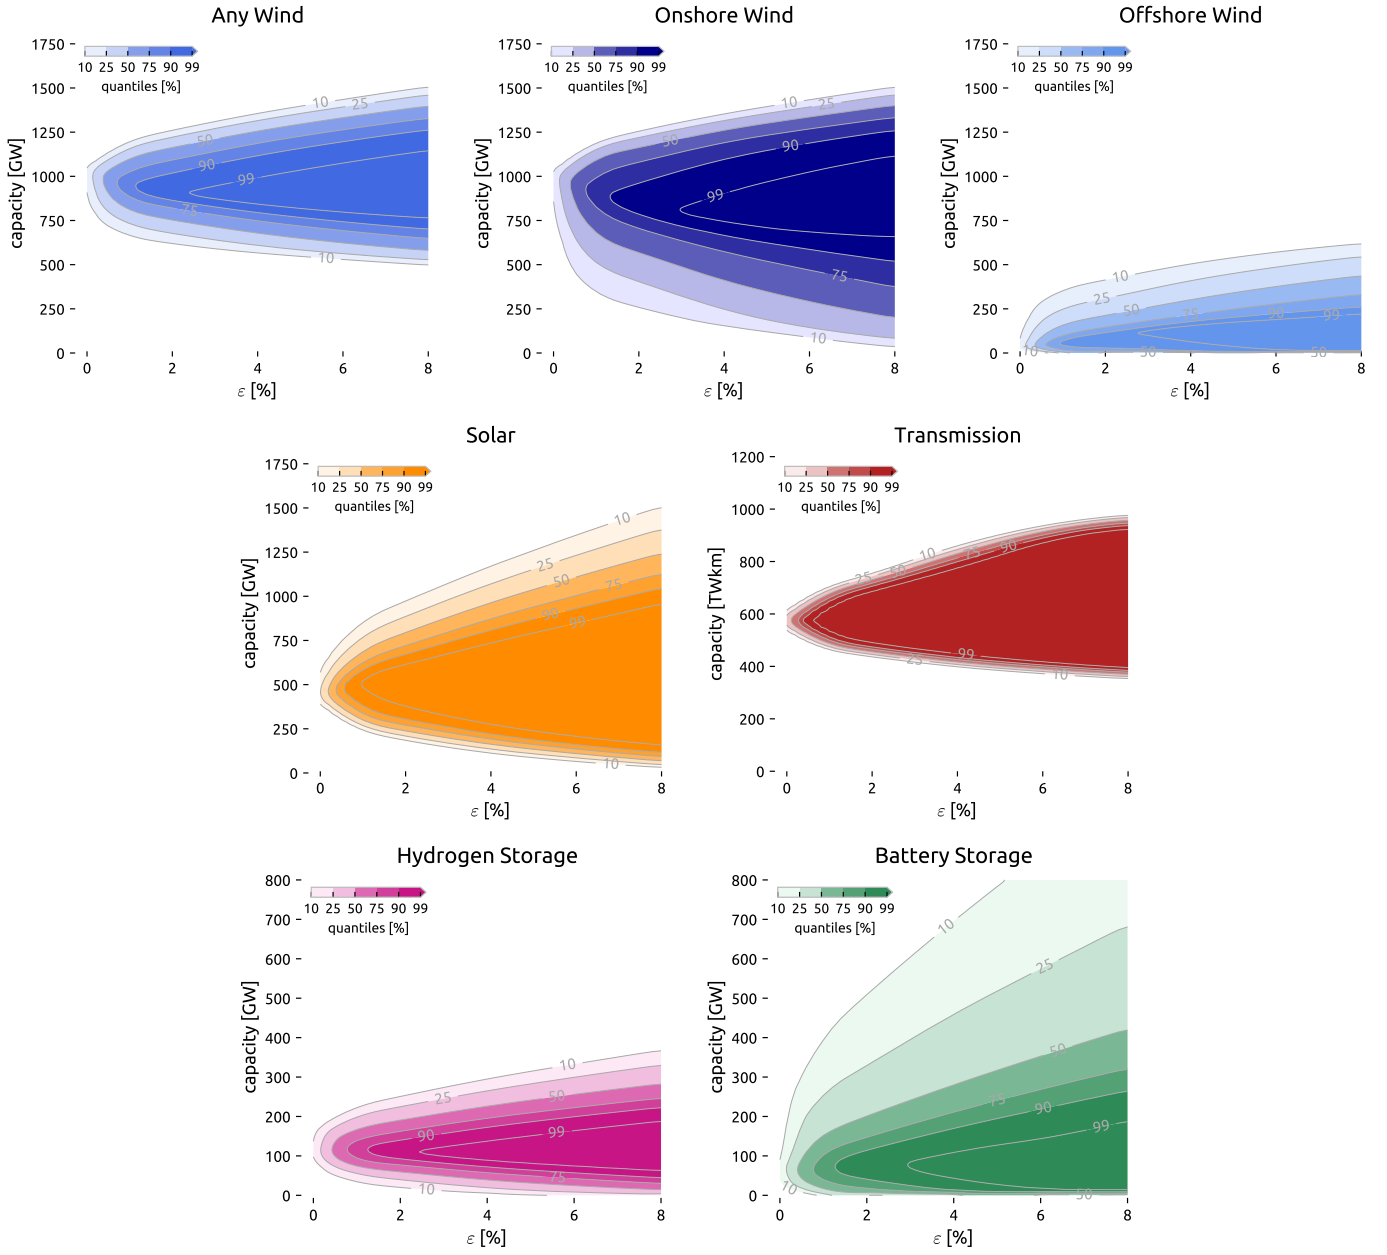 Any Wind
1750
1500
1250
1000
750
500
250
0
capacity [GW]
10 25 50 75 90 99
quantiles [%]
10 25
50
90
99
75
10
0 2 4 6 8
ε [%]
Onshore Wind
1750
1500
1250
1000
750
500
250
0
capacity [GW]
10 25 50 75 90 99
quantiles [%]
10 25
50
90
99
75
10
0 2 4 6 8
ε [%]
Offshore Wind
1750
1500
1250
1000
750
500
250
0
capacity [GW]
10 25 50 75 90 99
quantiles [%]
10
25
50 75 90 99
10 50 50
0 2 4 6 8
ε [%]
Solar
1750
1500
1250
1000
750
500
250
0
capacity [GW]
10 25 50 75 90 99
quantiles [%]
10
25
50 75
90 99
10
0 2 4 6 8
ε [%]
Transmission
1200
1000
800
600
400
200
0
capacity [TWkm]
10 25 50 75 90 99
quantiles [%]
10 75 90
25 50
25 99
10
0 2 4 6 8
ε [%]
Hydrogen Storage
800
700
600
500
400
300
200
100
0
capacity [GW]
10 25 50 75 90 99
quantiles [%]
10
25 50
90 99
75
10
0 2 4 6 8
ε [%]
Battery Storage
800
700
600
500
400
300
200
100
0
capacity [GW]
10 25 50 75 90 99
quantiles [%]
10
25
50
75 90
99
10 50
0 2 4 6 8
ε [%]